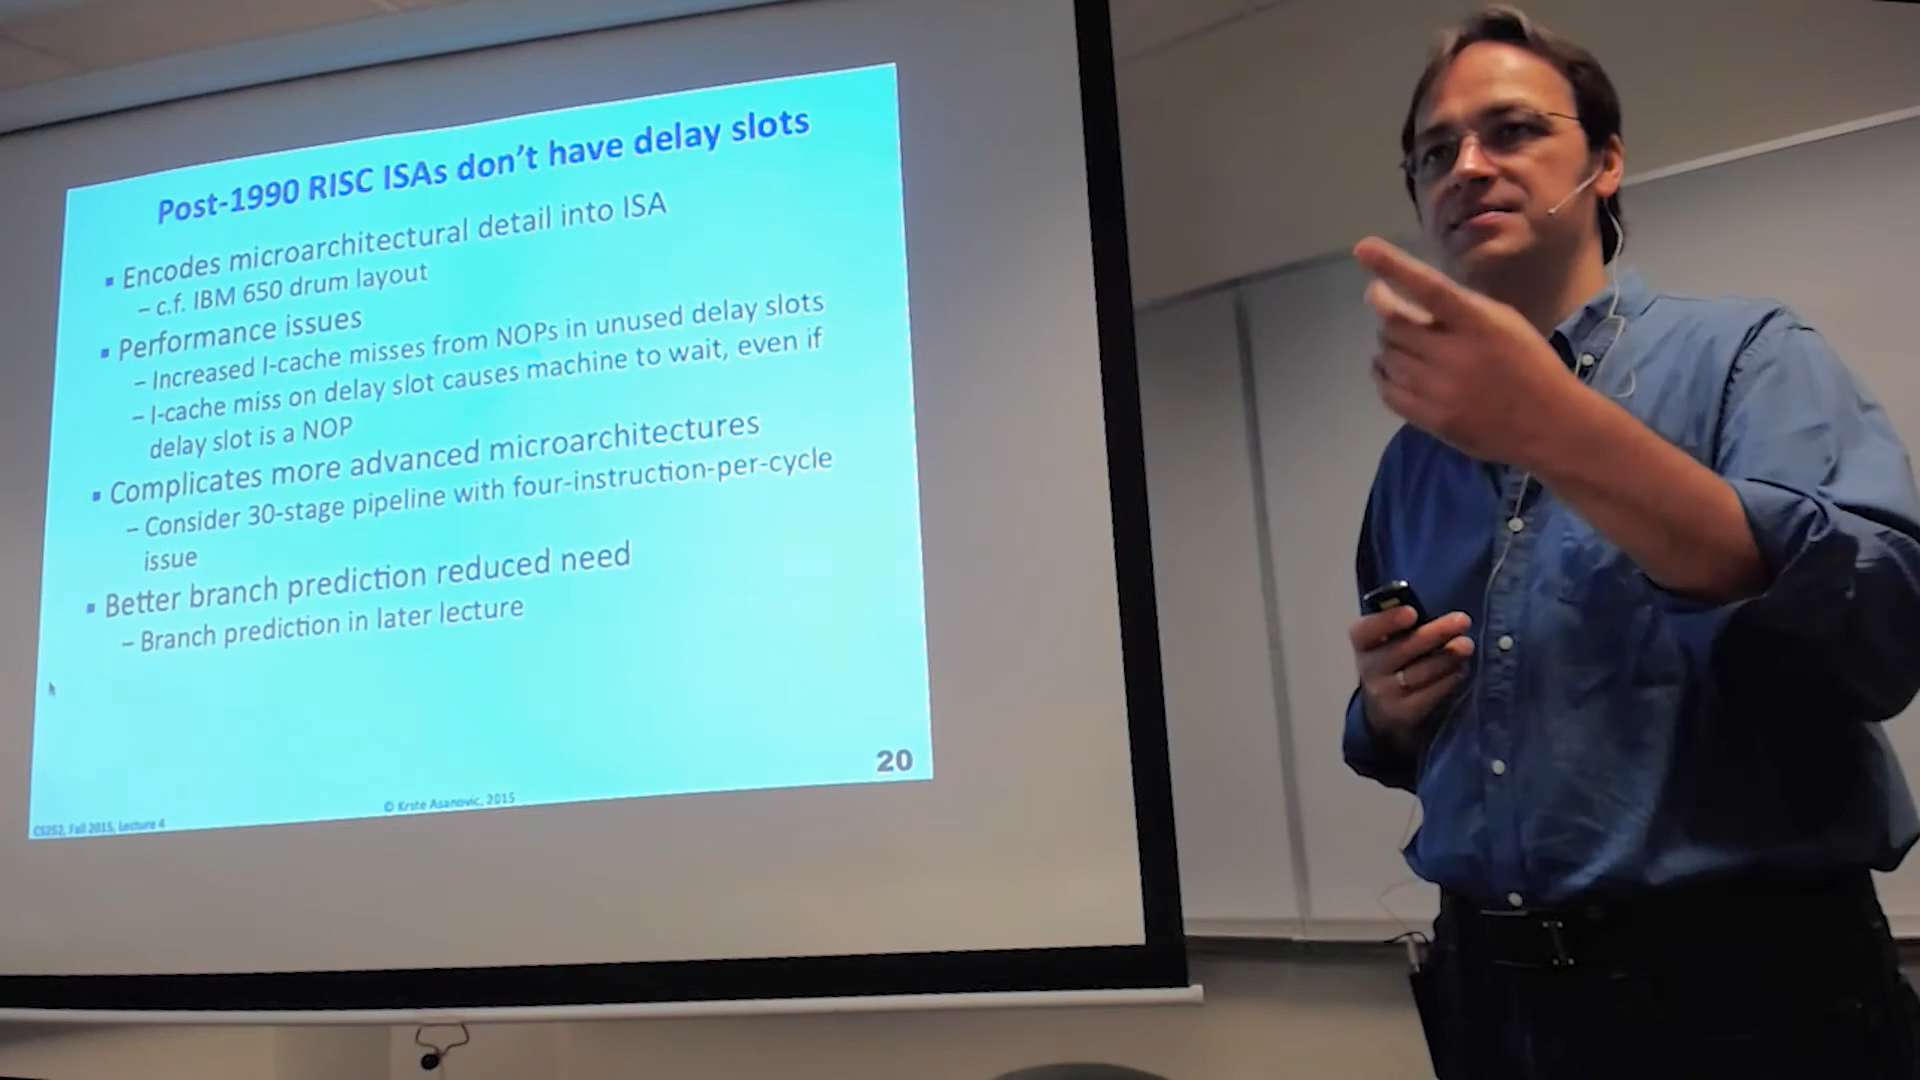 Post-1990 RISC ISAs don’t have delay slots
▪ Encodes microarchitectural detail into ISA
– c.f. IBM 650 drum layout
▪ Performance issues
– Increased I-cache misses from NOPs in unused delay slots
– I-cache miss on delay slot causes machine to wait, even if
delay slot is a NOP
▪ Complicates more advanced microarchitectures
– Consider 30-stage pipeline with four-instruction-per-cycle
issue
▪ Better branch prediction reduced need
– Branch prediction in later lecture
20
© Krste Asanovic, 2015
CS252, Fall 2015, Lecture 4